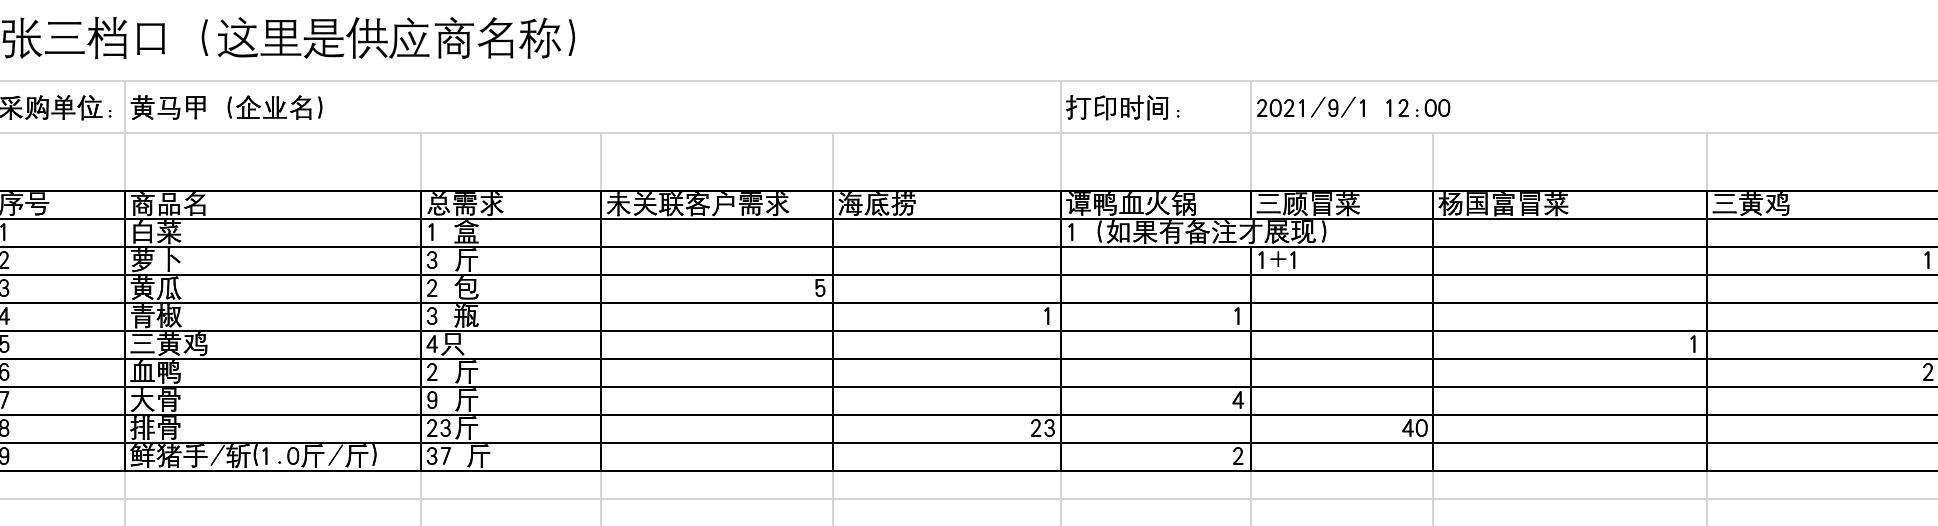 张三档口（这里是供应商名称）
采购单位： 黄马甲（企业名） 打印时间： 2021/9/1 12:00
序号 商品名 总需求 未关联客户需求 海底捞 谭鸭血火锅 三顾冒菜 杨国富冒菜 三黄鸡
1 白菜 1 盒 1（如果有备注才展现）
2 萝卜 3 斤 1+1 1
3 黄瓜 2 包 5
4 青椒 3 瓶 1 1
5 三黄鸡 4只 1
6 血鸭 2 斤 2
7 大骨 9 斤 4
8 排骨 23斤 23 40
9 鲜猪手/斩(1.0斤/斤) 37 斤 2